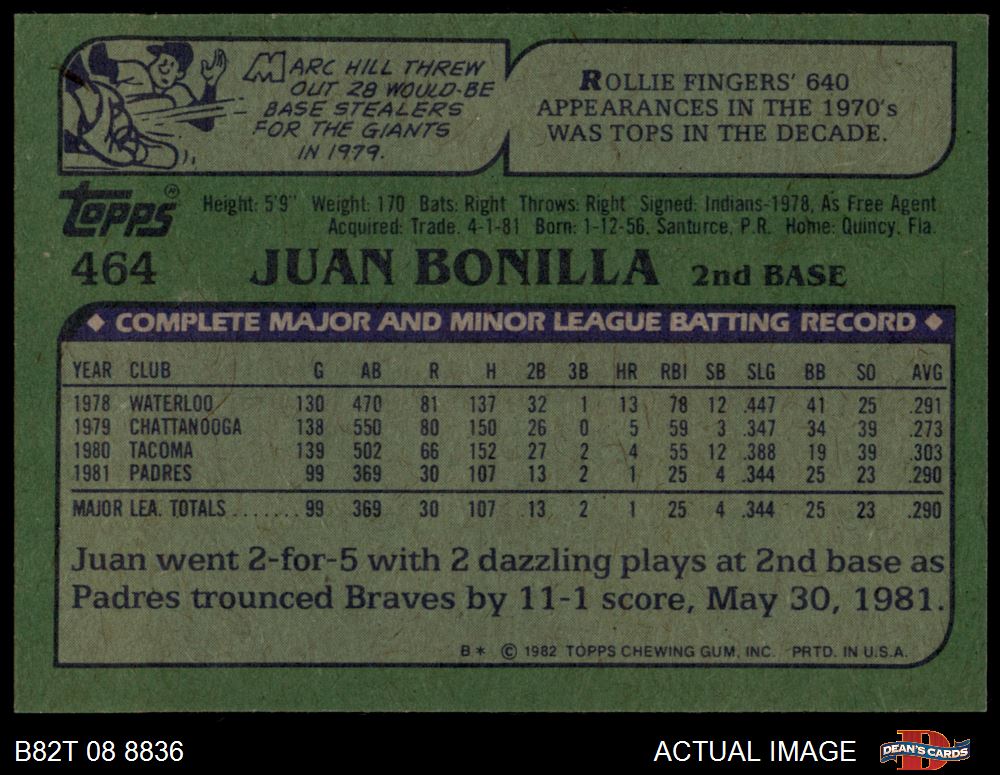 MARC HILL THREW
OUT 28 WOULD-BE
BASE STEALERS
FOR THE GIANTS
IN 1979.
ROLLIE FINGERS' 640
APPEARANCES IN THE 1970's
WAS TOPS IN THE DECADE.
Topps®
Height: 5'9" Weight: 170 Bats: Right Throws: Right Signed: Indians-1978, As Free Agent
Acquired: Trade, 4-1-81 Born: 1-12-56, Santurce, P.R. Home: Quincy, Fla.
464 JUAN BONILLA 2nd BASE
◆ COMPLETE MAJOR AND MINOR LEAGUE BATTING RECORD ◆
YEAR CLUB G AB R H 2B 3B HR RBI SB SLG BB SO AVG
1978 WATERLOO 130 470 81 137 32 1 13 78 12 .447 41 25 .291
1979 CHATTANOOGA 138 550 80 150 26 0 5 59 3 .347 34 39 .273
1980 TACOMA 139 502 66 152 27 2 4 55 12 .388 19 39 .303
1981 PADRES 99 369 30 107 13 2 1 25 4 .344 25 23 .290
MAJOR LEA. TOTALS ....... 99 369 30 107 13 2 1 25 4 .344 25 23 .290
Juan went 2-for-5 with 2 dazzling plays at 2nd base as
Padres trounced Braves by 11-1 score, May 30, 1981.
B* © 1982 TOPPS CHEWING GUM, INC. PRTD. IN U.S.A.
B82T 08 8836 ACTUAL IMAGE DEAN'S CARDS